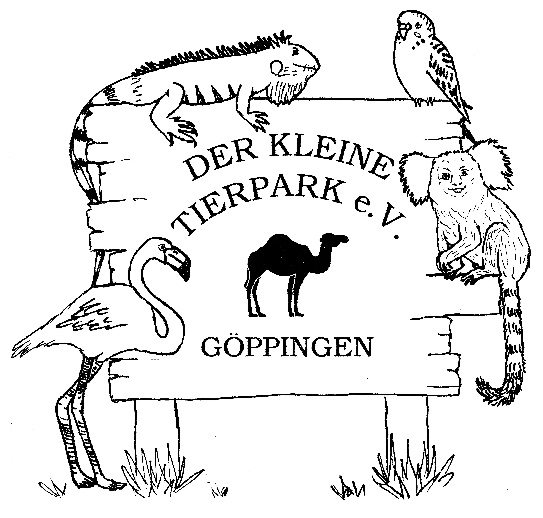 DER KLEINE
TIERPARK e.V.
GÖPPINGEN